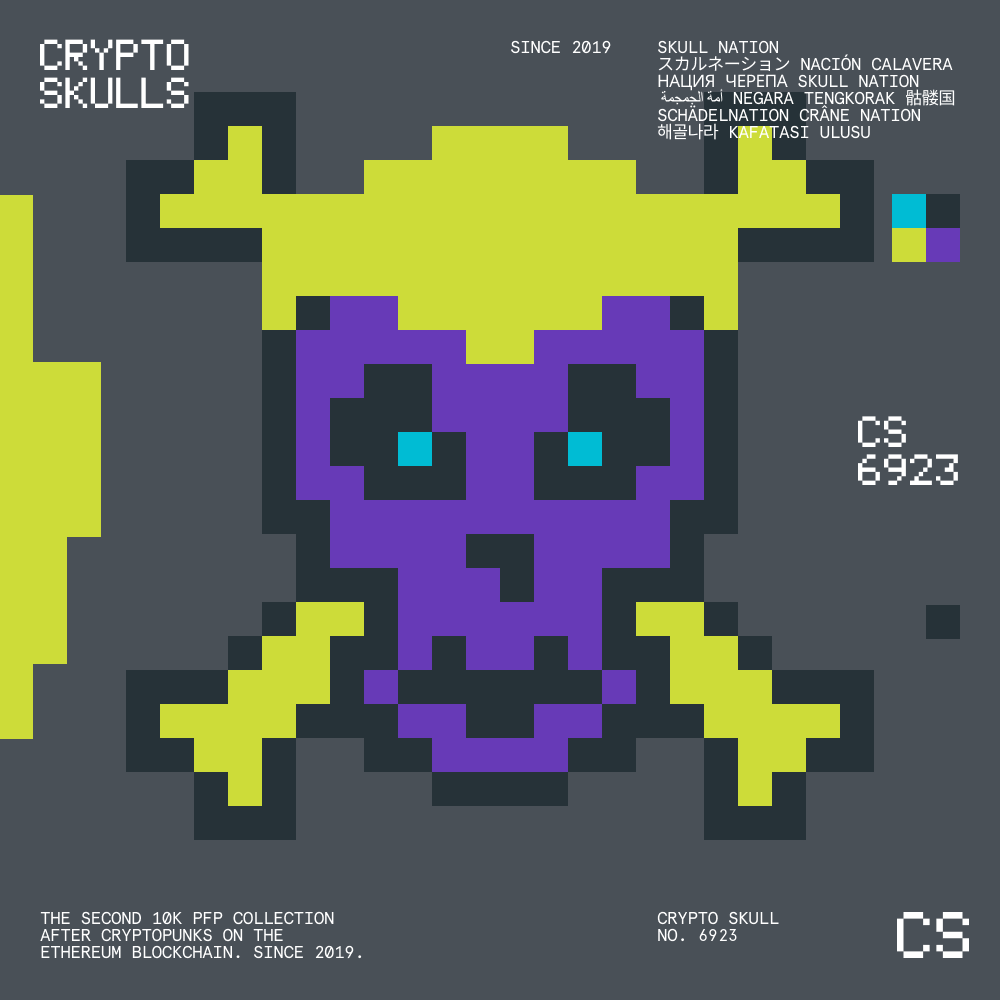 CRYPTO
SKULLS
SINCE 2019
SKULL NATION
スカルネーション NACIÓN CALAVERA
НАЦИЯ ЧЕРЕПА SKULL NATION
أمة الجمجمة NEGARA TENGKORAK 骷髅国
SCHÄDELNATION CRÂNE NATION
해골나라 KAFATASI ULUSU
CS
6923
THE SECOND 10K PFP COLLECTION
AFTER CRYPTOPUNKS ON THE
ETHEREUM BLOCKCHAIN. SINCE 2019.
CRYPTO SKULL
NO. 6923
CS